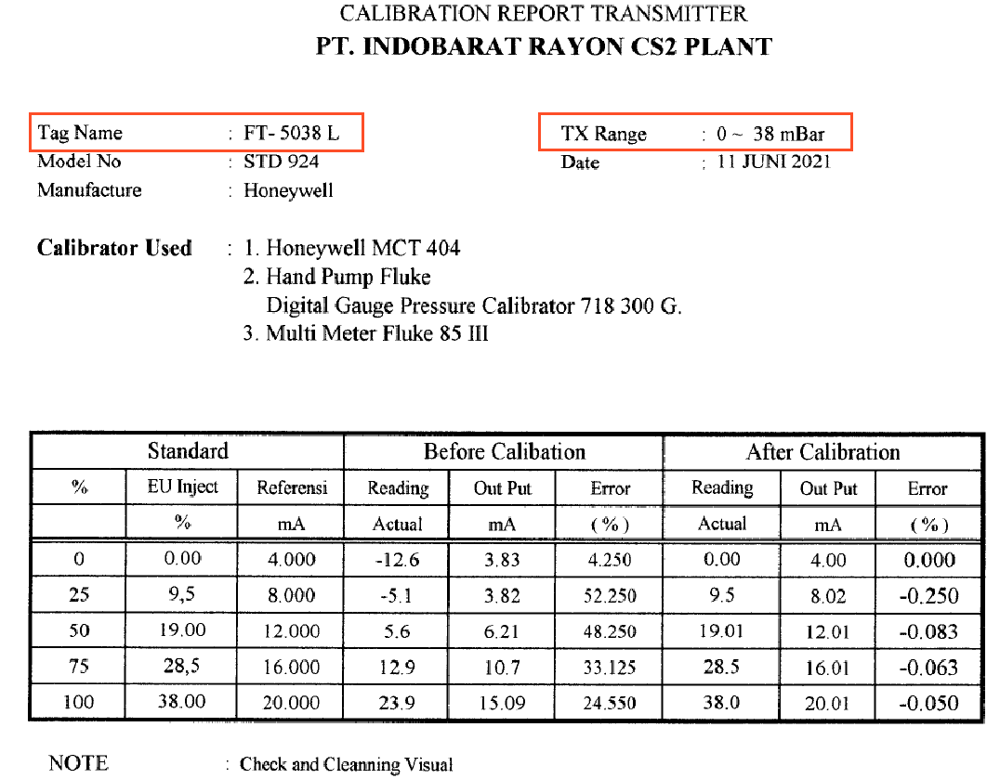 CALIBRATION REPORT TRANSMITTER
PT. INDOBARAT RAYON CS2 PLANT
Tag Name : FT- 5038 L TX Range : 0 ~ 38 mBar
Model No : STD 924 Date : 11 JUNI 2021
Manufacture : Honeywell
Calibrator Used : 1. Honeywell MCT 404
2. Hand Pump Fluke
Digital Gauge Pressure Calibrator 718 300 G.
3. Multi Meter Fluke 85 III
Standard Before Calibation After Calibration
% EU Inject Referensi Reading Out Put Error Reading Out Put Error
% mA Actual mA ( % ) Actual mA ( % )
0 0.00 4.000 -12.6 3.83 4.250 0.00 4.00 0.000
25 9,5 8.000 -5.1 3.82 52.250 9.5 8.02 -0.250
50 19.00 12.000 5.6 6.21 48.250 19.01 12.01 -0.083
75 28,5 16.000 12.9 10.7 33.125 28.5 16.01 -0.063
100 38.00 20.000 23.9 15.09 24.550 38.0 20.01 -0.050
NOTE : Check and Cleanning Visual